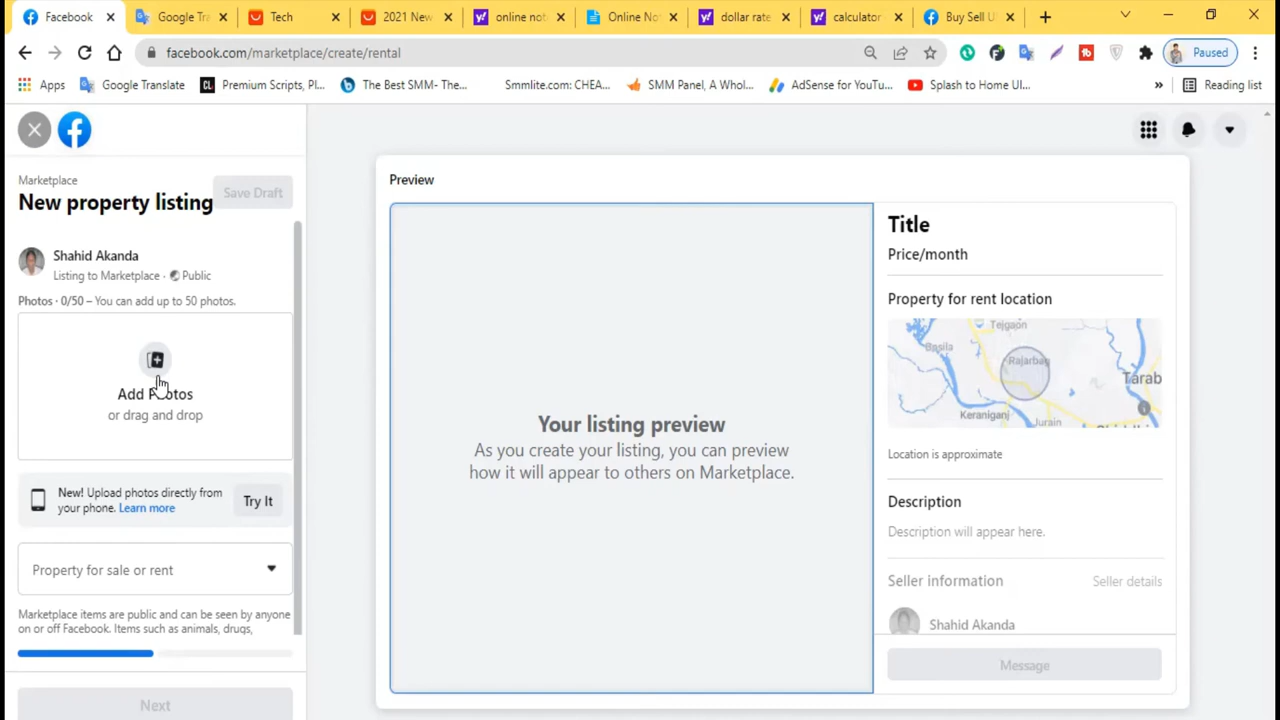 Facebook
Google Tra
Tech
2021 New
online not
Online No
dollar rate
calculator
Buy Sell U
facebook.com/marketplace/create/rental
Paused
Apps
Google Translate
Premium Scripts, Pl...
The Best SMM- The...
Smmlite.com: CHEA...
SMM Panel, A Whol...
AdSense for YouTu...
Splash to Home UI...
»
Reading list
Marketplace
New property listing
Save Draft
Shahid Akanda
Listing to Marketplace · Public
Photos · 0/50 – You can add up to 50 photos.
Add Photos
or drag and drop
New! Upload photos directly from
your phone. Learn more
Try It
Property for sale or rent
Marketplace items are public and can be seen by anyone
on or off Facebook. Items such as animals, drugs,
Next
Preview
Your listing preview
As you create your listing, you can preview
how it will appear to others on Marketplace.
Title
Price/month
Property for rent location
Tejgaon
Basila
Rajarbag
Tarab
Keraniganj
Jurain
Location is approximate
Description
Description will appear here.
Seller information
Seller details
Shahid Akanda
Message